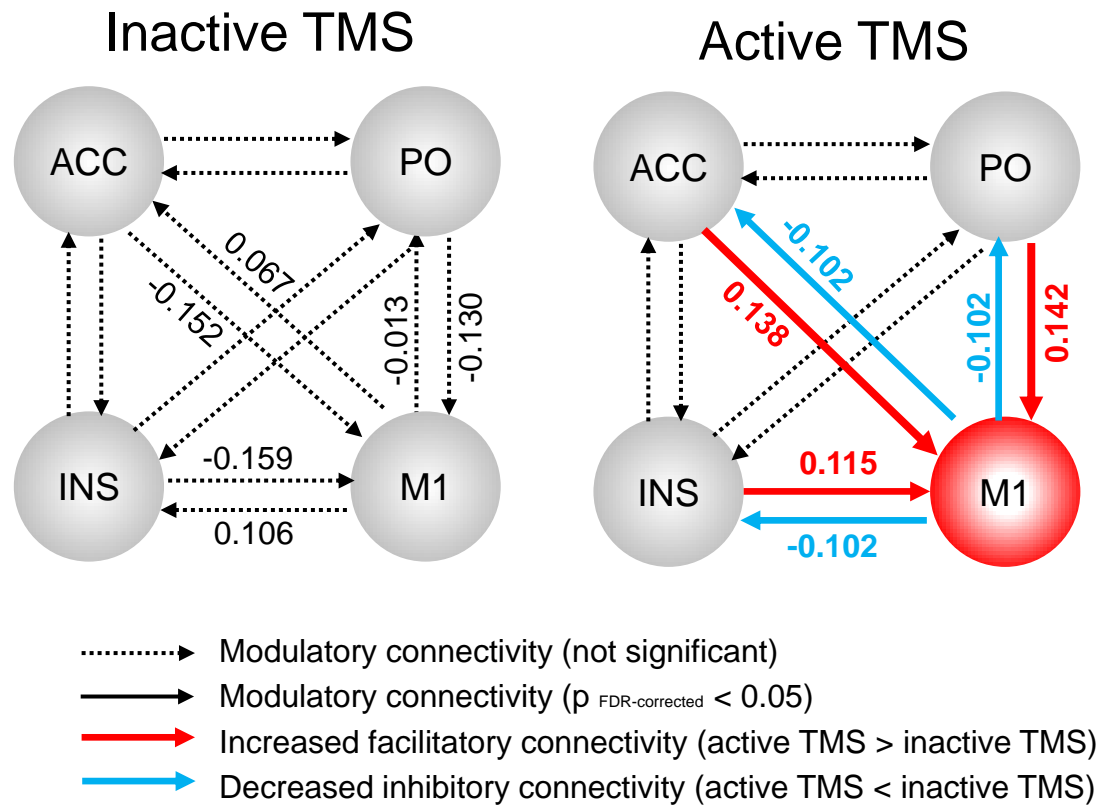 Inactive TMS
Active TMS
ACC
PO
0.067
-0.152
-0.013
-0.130
INS
-0.159
M1
0.106
ACC
PO
-0.102
0.138
-0.102
0.142
INS
0.115
M1
-0.102
Modulatory connectivity (not significant)
Modulatory connectivity (p FDR-corrected < 0.05)
Increased facilitatory connectivity (active TMS > inactive TMS)
Decreased inhibitory connectivity (active TMS < inactive TMS)